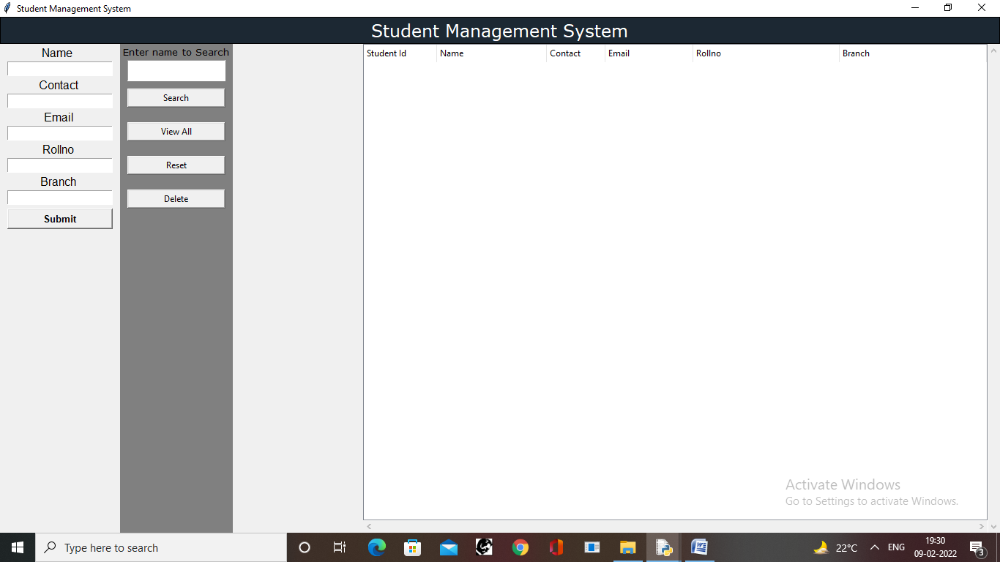 Student Management System
Student Management System
Name
Contact
Email
Rollno
Branch
Submit
Enter name to Search
Search
View All
Reset
Delete
Student Id Name Contact Email Rollno Branch
Activate Windows
Go to Settings to activate Windows.
Type here to search
22°C ENG
19:30
09-02-2022
3